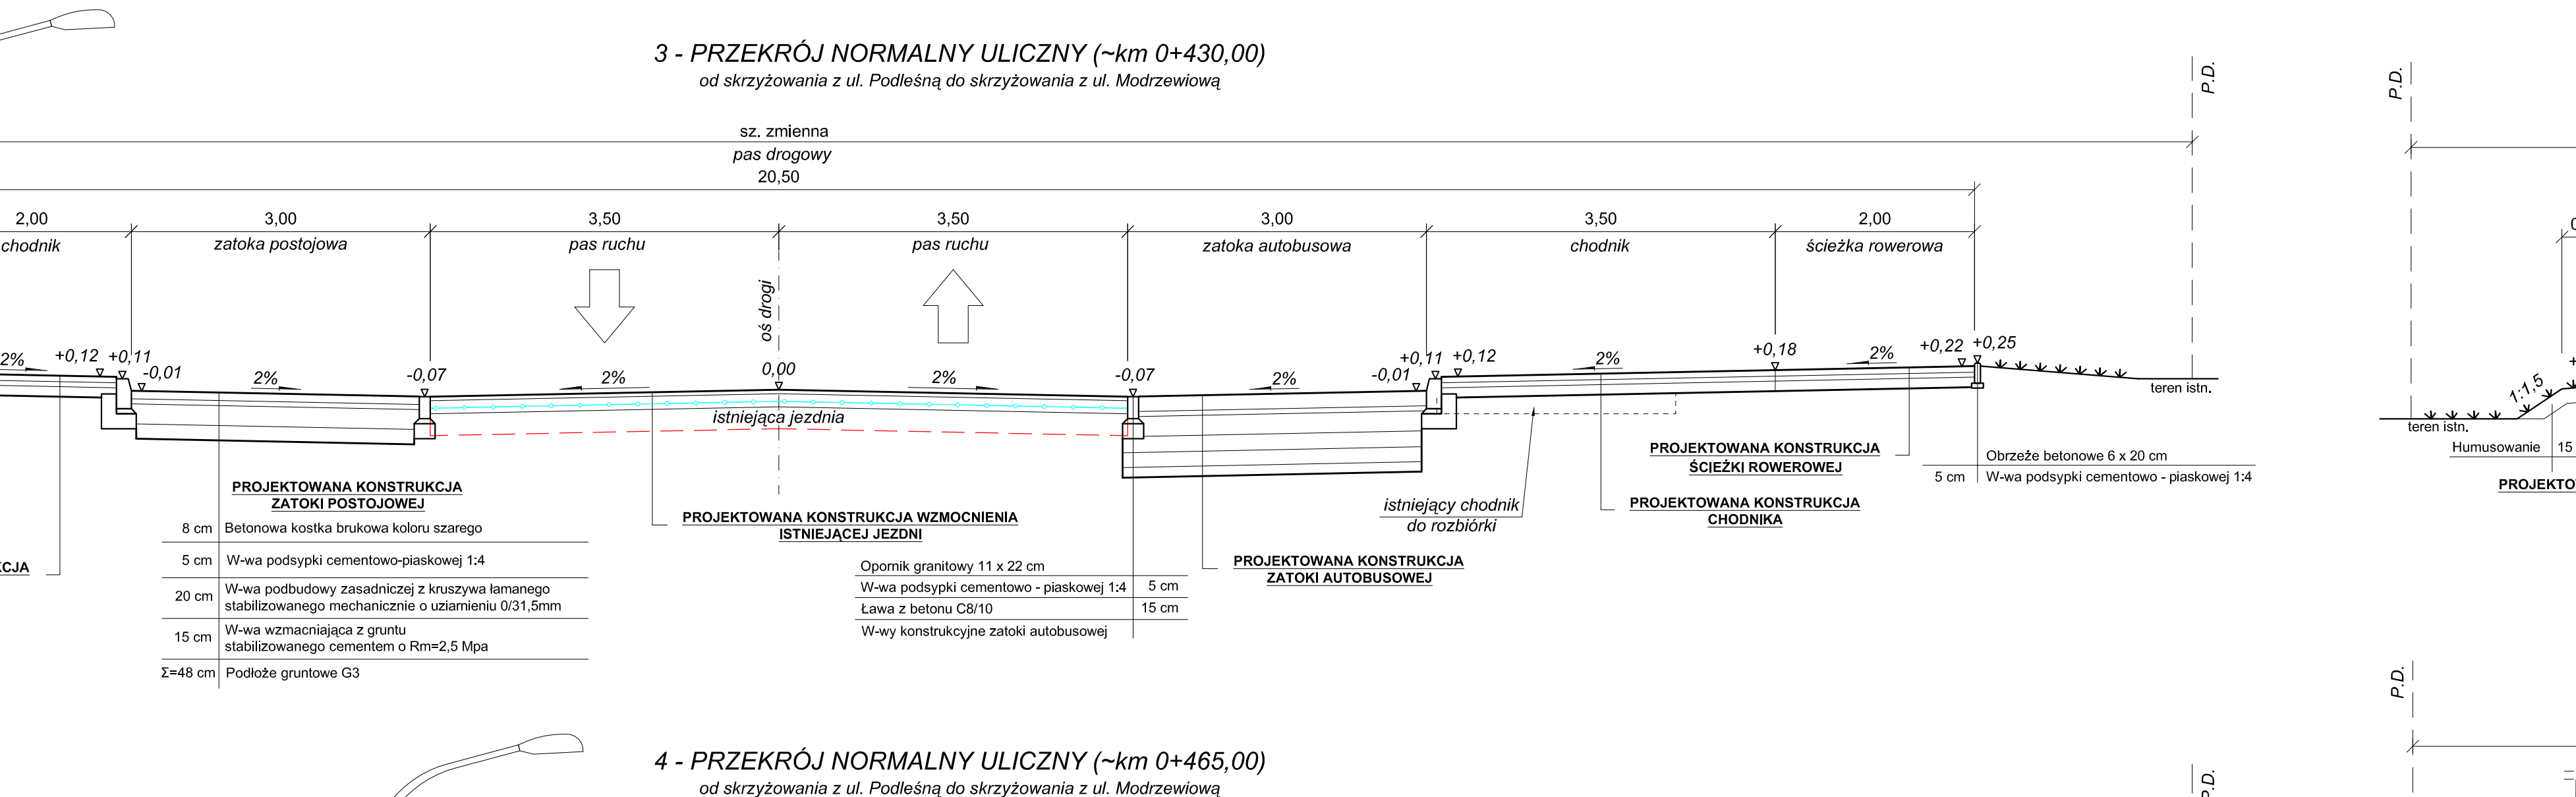 3 - PRZEKRÓJ NORMALNY ULICZNY (~km 0+430,00)
od skrzyżowania z ul. Podleśną do skrzyżowania z ul. Modrzewiową
P.D.
P.D.
sz. zmienna
pas drogowy
20,50
2,00
3,00
3,50
3,50
3,00
3,50
2,00
chodnik
zatoka postojowa
pas ruchu
pas ruchu
zatoka autobusowa
chodnik
ścieżka rowerowa
oś drogi
2%
+0,12
+0,11
-0,01
2%
-0,07
2%
0,00
2%
-0,07
2%
-0,01
+0,11
+0,12
2%
+0,18
2%
+0,22
+0,25
teren istn.
istniejąca jezdnia
1:1,5
teren istn.
Humusowanie
15
PROJEKTOWANA KONSTRUKCJA
ŚCIEŻKI ROWEROWEJ
Obrzeże betonowe 6 x 20 cm
5 cm W-wa podsypki cementowo - piaskowej 1:4
PROJEKTOWANA KONSTRUKCJA
ZATOKI POSTOJOWEJ
8 cm Betonowa kostka brukowa koloru szarego
5 cm W-wa podsypki cementowo-piaskowej 1:4
20 cm W-wa podbudowy zasadniczej z kruszywa łamanego
stabilizowanego mechanicznie o uziarnieniu 0/31,5mm
15 cm W-wa wzmacniająca z gruntu
stabilizowanego cementem o Rm=2,5 Mpa
Σ=48 cm Podłoże gruntowe G3
PROJEKTOWANA KONSTRUKCJA WZMOCNIENIA
ISTNIEJĄCEJ JEZDNI
istniejący chodnik
do rozbiórki
PROJEKTOWANA KONSTRUKCJA
CHODNIKA
Opornik granitowy 11 x 22 cm
W-wa podsypki cementowo - piaskowej 1:4 5 cm
Ława z betonu C8/10 15 cm
W-wy konstrukcyjne zatoki autobusowej
PROJEKTOWANA KONSTRUKCJA
ZATOKI AUTOBUSOWEJ
4 - PRZEKRÓJ NORMALNY ULICZNY (~km 0+465,00)
od skrzyżowania z ul. Podleśną do skrzyżowania z ul. Modrzewiową
P.D.
P.D.